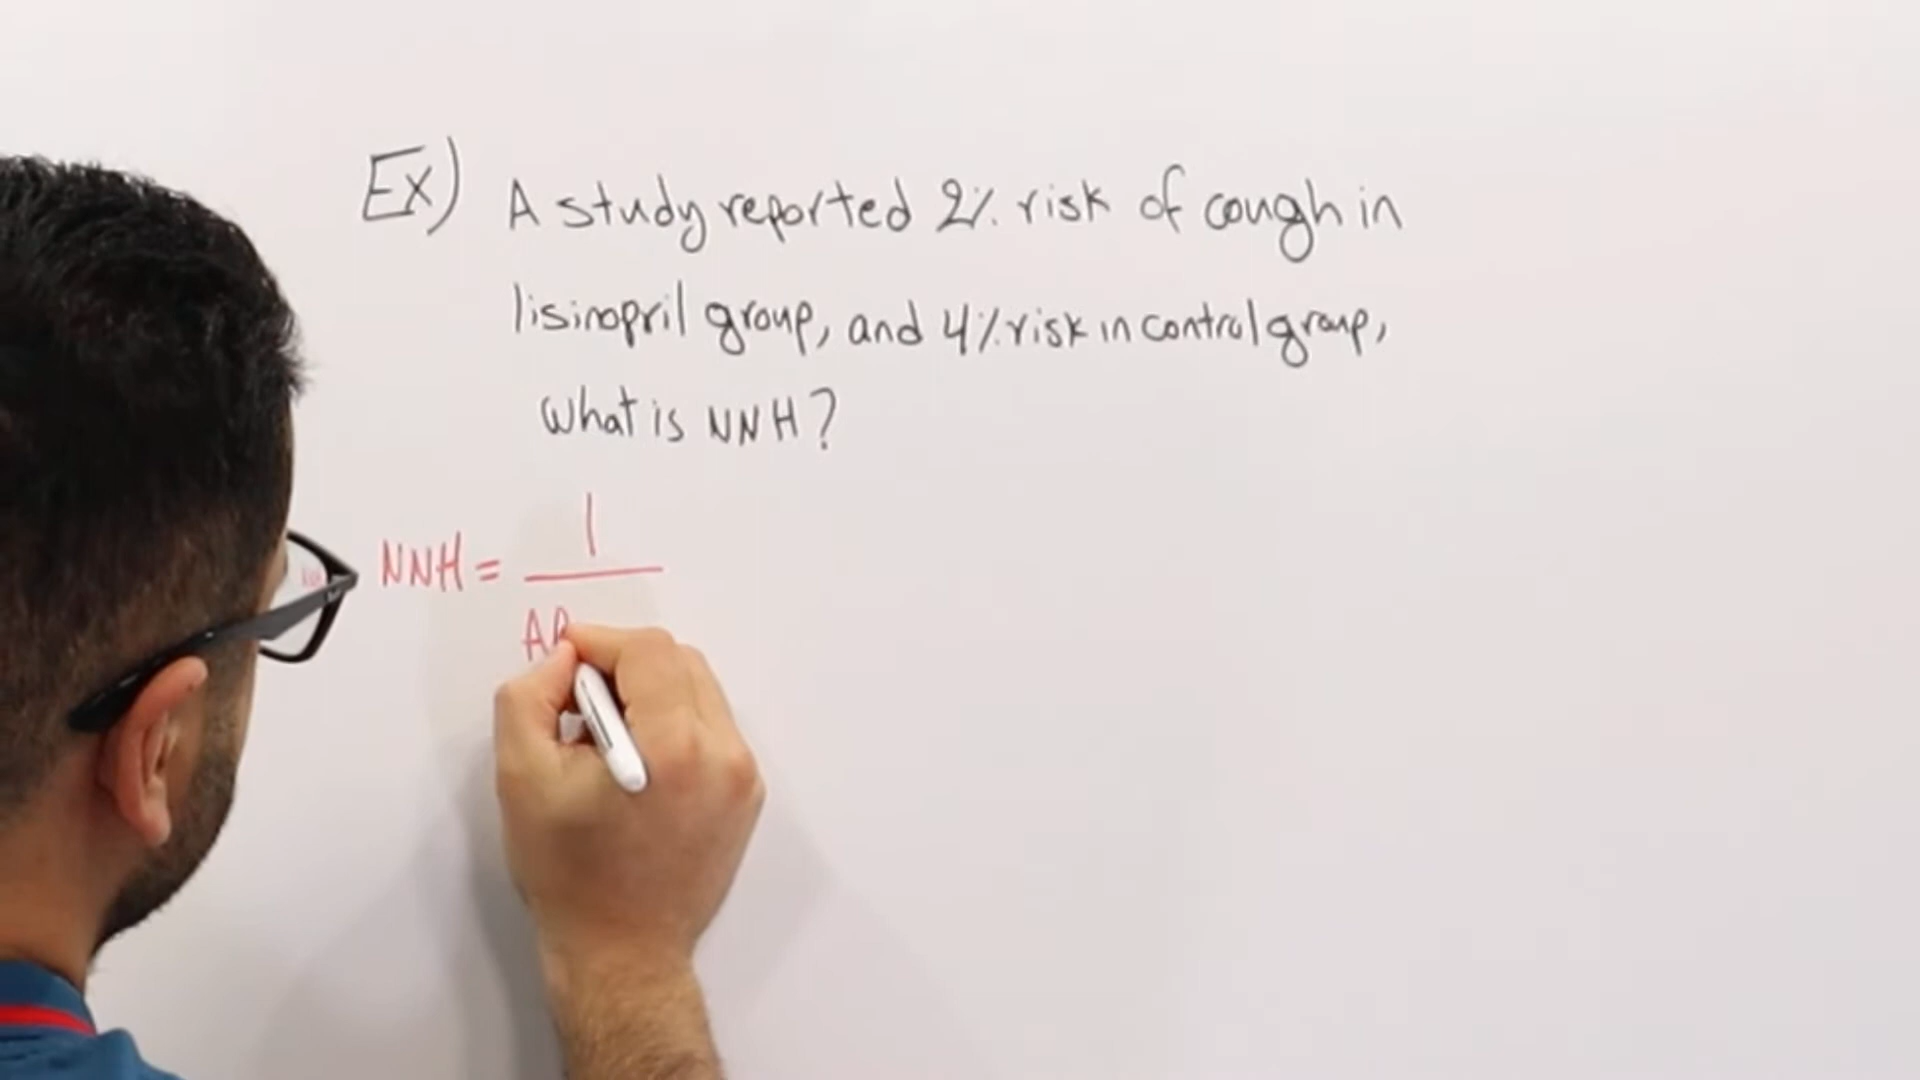 Ex) A study reported 2% risk of cough in
lisinopril group, and 4% risk in control group,
What is NNH?
NNH = 1
AR